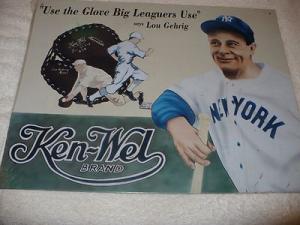 "Use the Glove Big Leaguers Use"
says Lou Gehrig
NEW YORK
Ken-Wel
BRAND